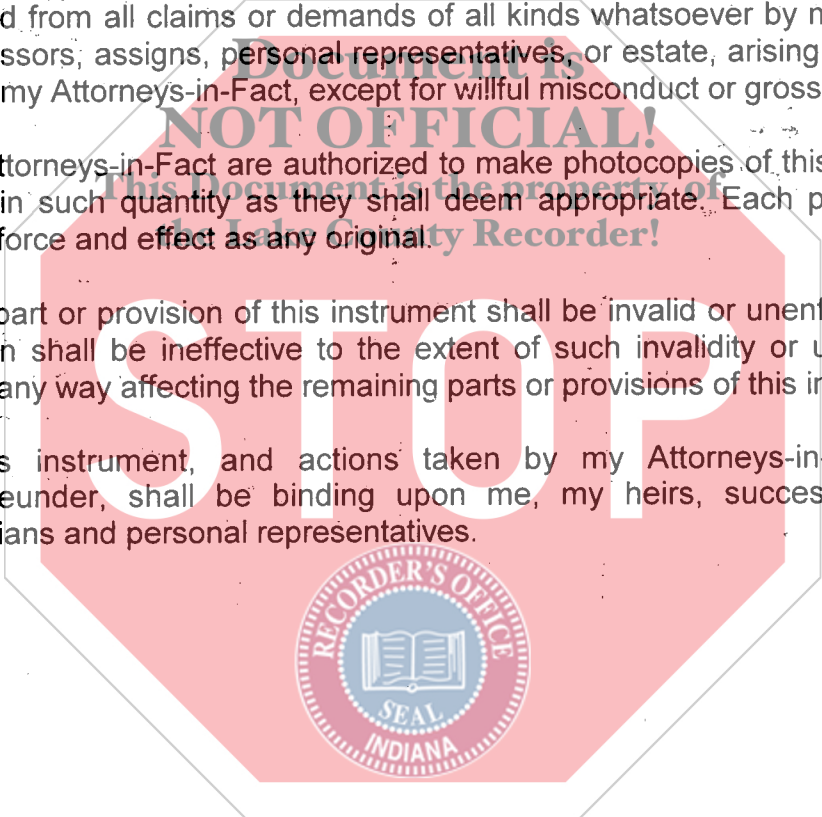 d from all claims or demands of all kinds whatsoever by
ssors, assigns, personal representatives, or estate, arising
Document is
my Attorneys-in-Fact, except for willful misconduct or gross
NOT OFFICIAL!
ttorneys-in-Fact are authorized to make photocopies of this
This Document is the property of
in such quantity as they shall deem appropriate. Each p
the Lake County Recorder!
force and effect as any original.
part or provision of this instrument shall be invalid or unenf
n shall be ineffective to the extent of such invalidity or u
any way affecting the remaining parts or provisions of this in
STOP
s instrument, and actions taken by my Attorneys-in-
eunder, shall be binding upon me, my heirs, succes
ians and personal representatives.
RECORDER'S OFFICE
SEAL
INDIANA